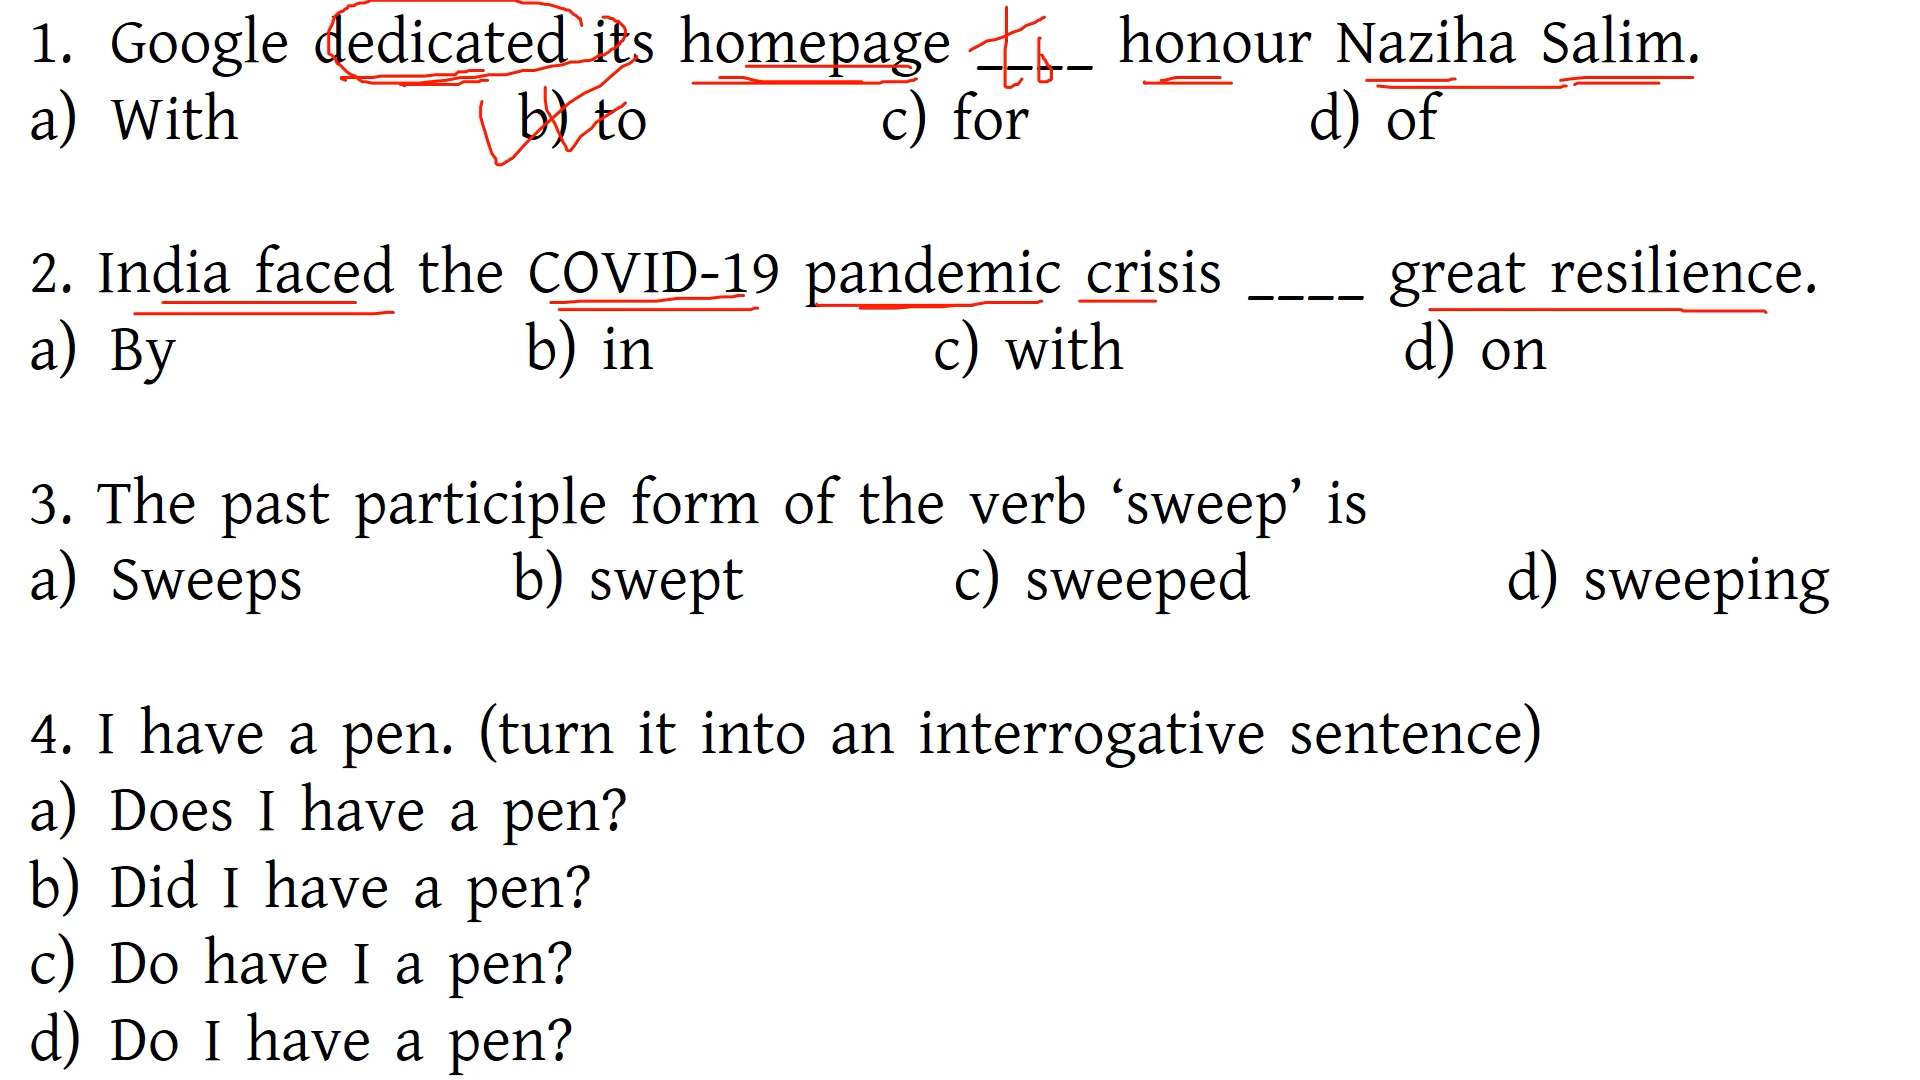 1. Google dedicated its homepage to ____ honour Naziha Salim.
a) With b) to c) for d) of
2. India faced the COVID-19 pandemic crisis ____ great resilience.
a) By b) in c) with d) on
3. The past participle form of the verb ‘sweep’ is
a) Sweeps b) swept c) sweeped d) sweeping
4. I have a pen. (turn it into an interrogative sentence)
a) Does I have a pen?
b) Did I have a pen?
c) Do have I a pen?
d) Do I have a pen?